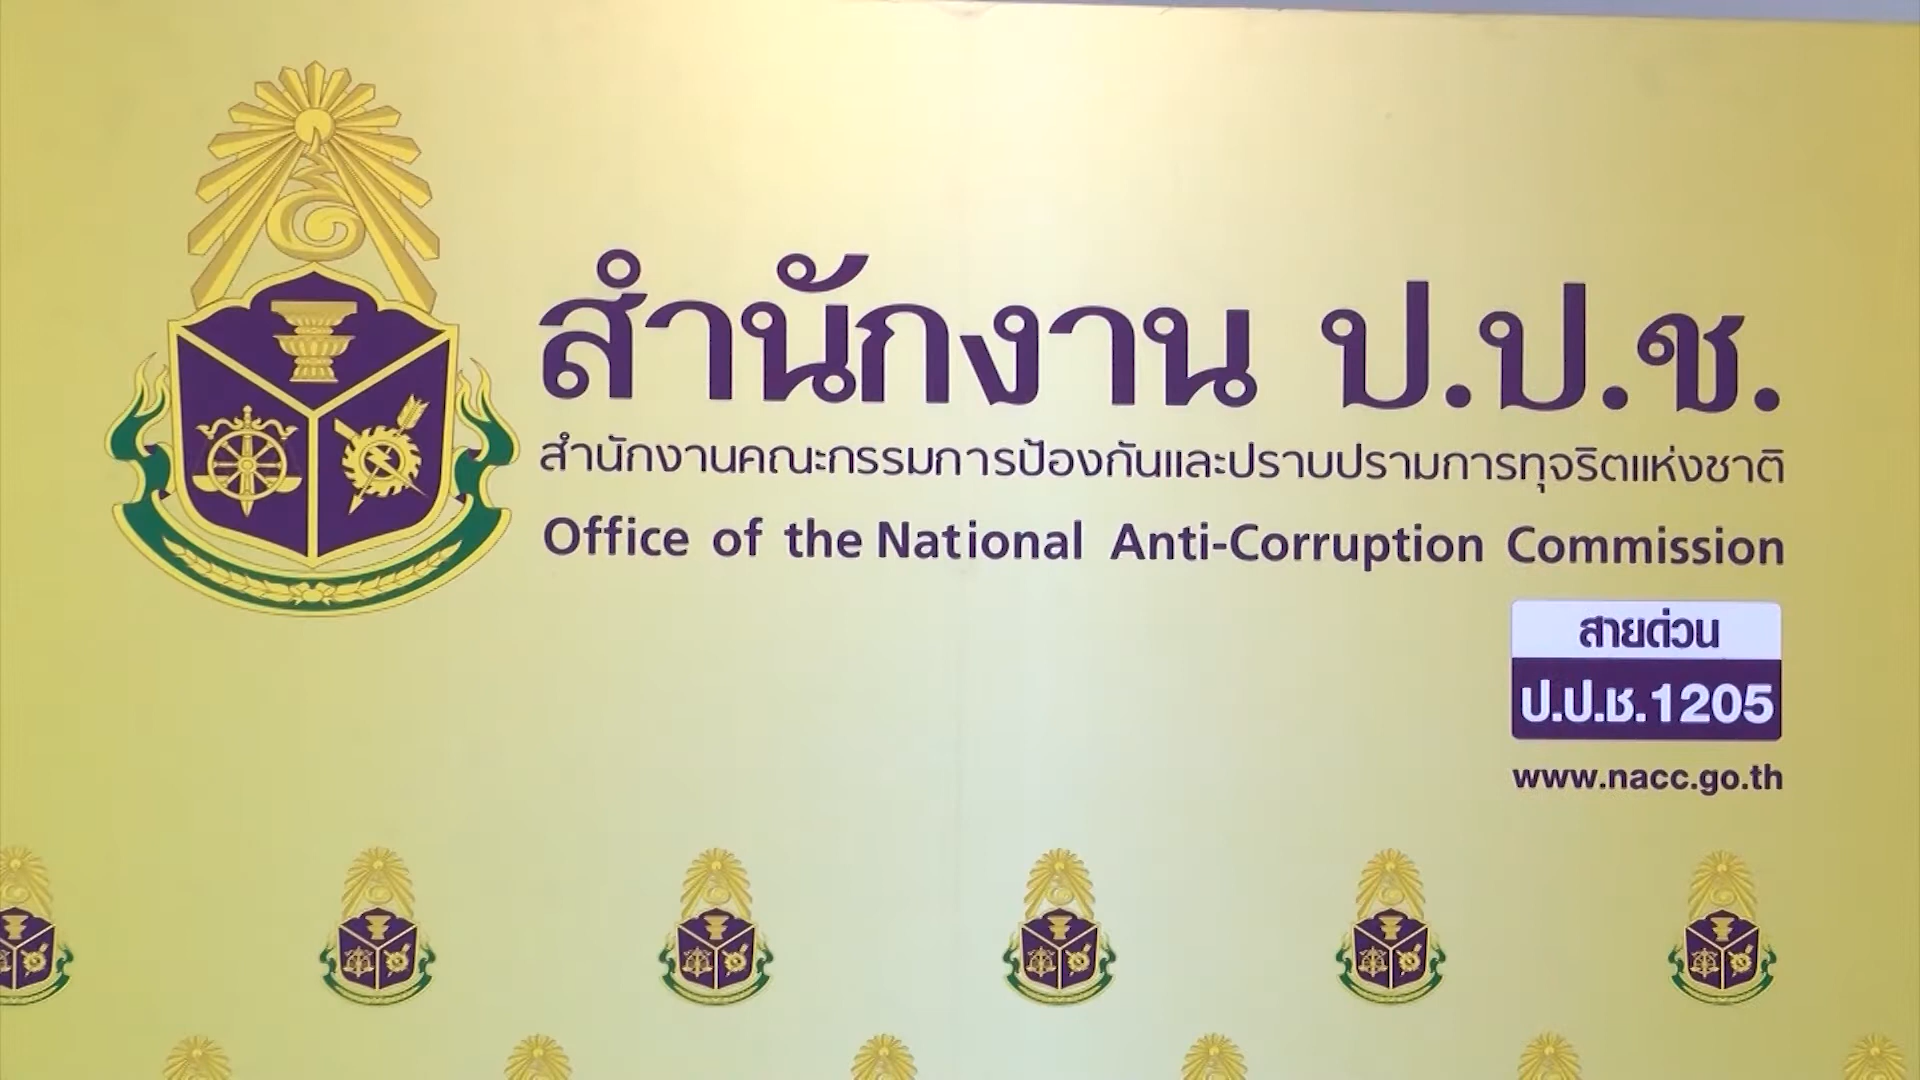 สำนักงาน ป.ป.ช.
สำนักงานคณะกรรมการป้องกันและปราบปรามการทุจริตแห่งชาติ
Office of the National Anti-Corruption Commission
สายด่วน
ป.ป.ช.1205
www.nacc.go.th